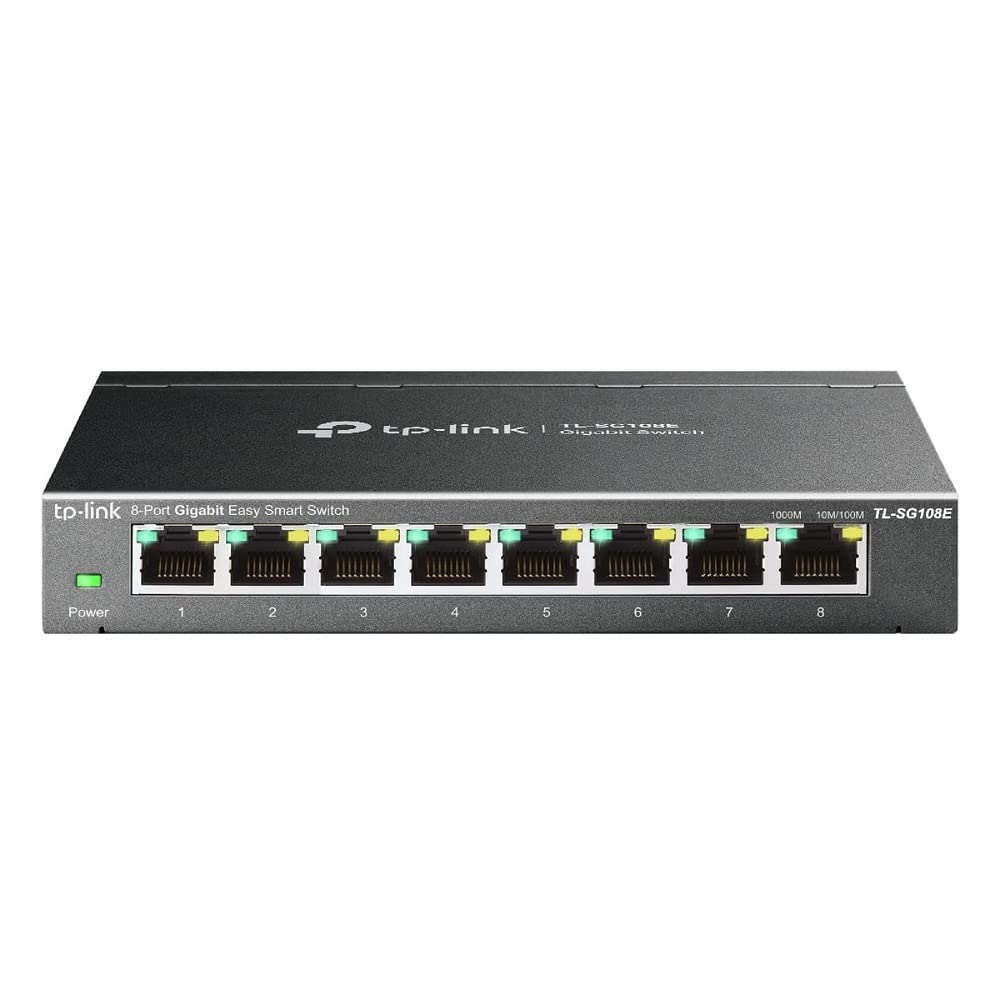 tp-link | TL-SG108E
Gigabit Switch
tp-link 8-Port Gigabit Easy Smart Switch 1000M 10M/100M TL-SG108E
Power 1 2 3 4 5 6 7 8